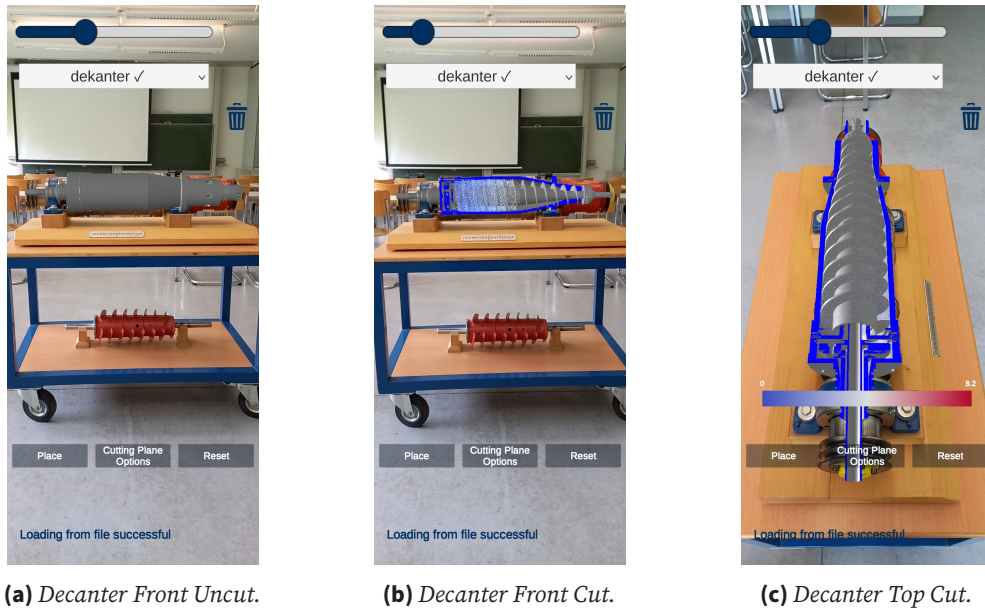 dekanter ✓
DEKANTIERZENTRIFUGE
Place
Cutting Plane
Options
Reset
Loading from file successful
(a) Decanter Front Uncut.
dekanter ✓
Place
Cutting Plane
Options
Reset
Loading from file successful
(b) Decanter Front Cut.
dekanter ✓
0
8.2
Place
Cutting Plane
Options
Reset
Loading from file successful
(c) Decanter Top Cut.